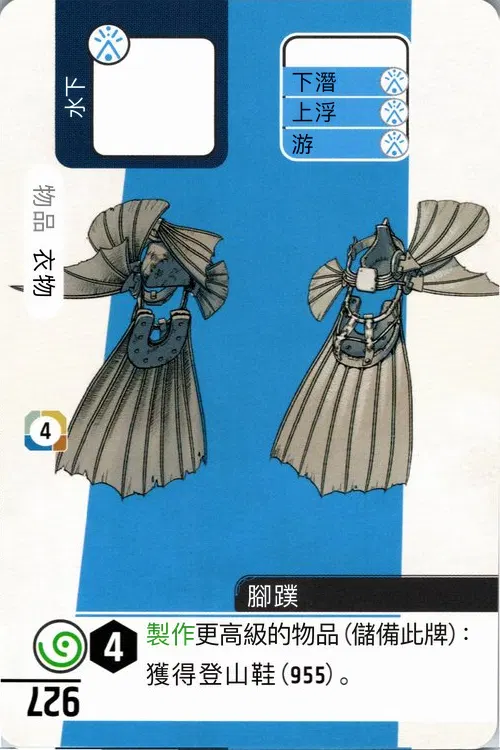 水下
下潛
上浮
游
物品 衣物
4
腳蹼
4 製作更高級的物品（儲備此牌）：
獲得登山鞋（955）。
927